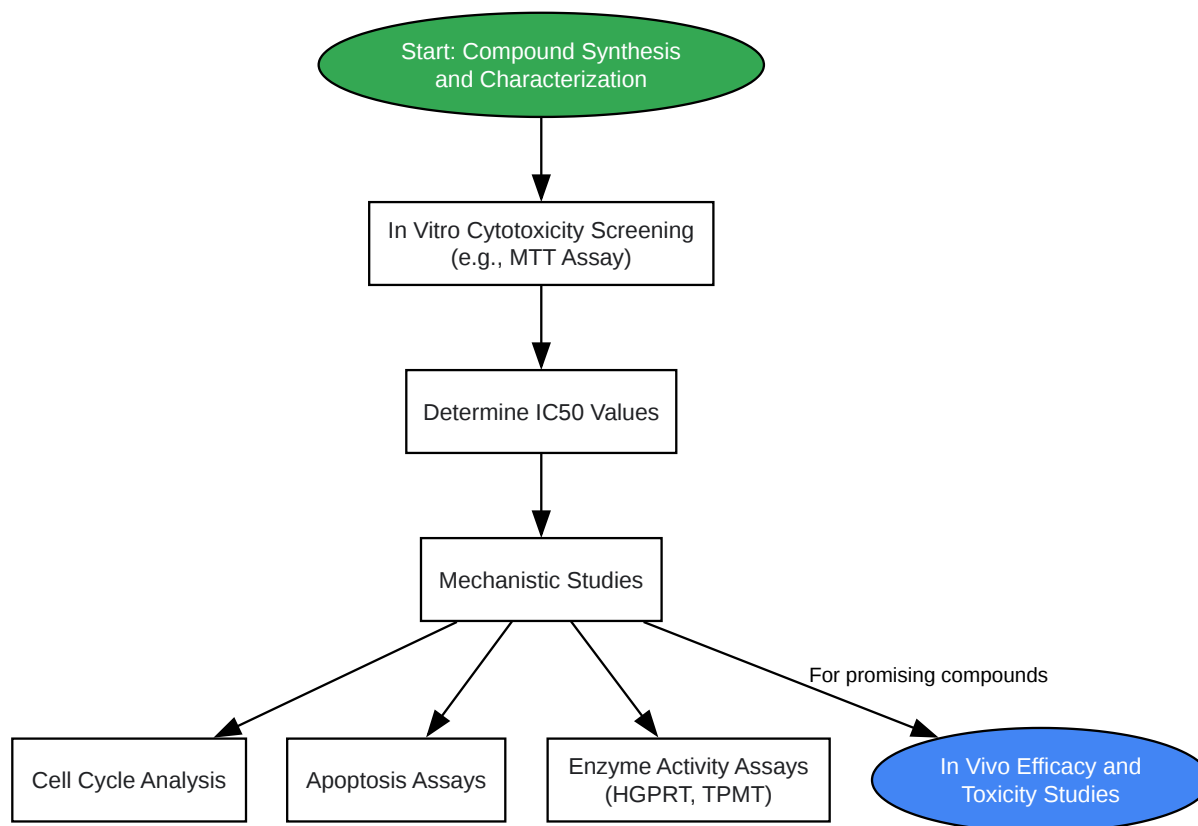 Start: Compound Synthesis
and Characterization
In Vitro Cytotoxicity Screening
(e.g., MTT Assay)
Determine IC50 Values
Mechanistic Studies
For promising compounds
Cell Cycle Analysis
Apoptosis Assays
Enzyme Activity Assays
(HGPRT, TPMT)
In Vivo Efficacy and
Toxicity Studies